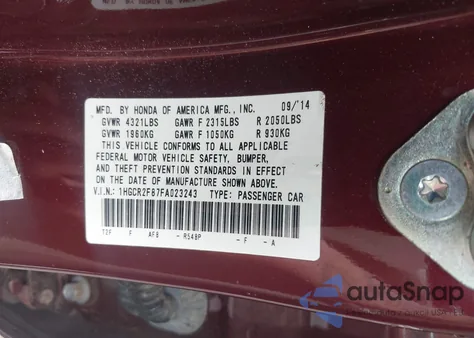 MFD. BY HONDA OF AMERICA MFG., INC. 09/'14
GVWR 4321LBS GAWR F 2315LBS R 2050LBS
GVWR 1960KG GAWR F 1050KG R 930KG
THIS VEHICLE CONFORMS TO ALL APPLICABLE
FEDERAL MOTOR VEHICLE SAFETY, BUMPER,
AND THEFT PREVENTION STANDARDS IN EFFECT
ON THE DATE OF MANUFACTURE SHOWN ABOVE.
V.I.N.: 1HGCR2F87FA023243 TYPE: PASSENGER CAR
F AF6 - R548P - F - A
autoSnap